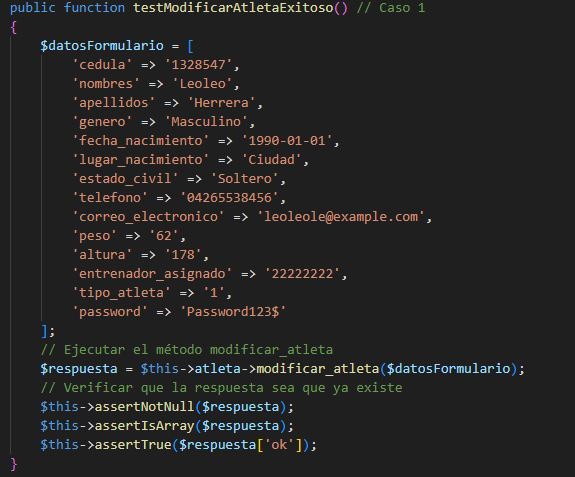 public function testModificarAtletaExitoso() // Caso 1
{
    $datosFormulario = [
        'cedula' => '1328547',
        'nombres' => 'Leoleo',
        'apellidos' => 'Herrera',
        'genero' => 'Masculino',
        'fecha_nacimiento' => '1990-01-01',
        'lugar_nacimiento' => 'Ciudad',
        'estado_civil' => 'Soltero',
        'telefono' => '04265538456',
        'correo_electronico' => 'leoleole@example.com',
        'peso' => '62',
        'altura' => '178',
        'entrenador_asignado' => '22222222',
        'tipo_atleta' => '1',
        'password' => 'Password123$'
    ];
    // Ejecutar el método modificar_atleta
    $respuesta = $this->atleta->modificar_atleta($datosFormulario);
    // Verificar que la respuesta sea que ya existe
    $this->assertNotNull($respuesta);
    $this->assertIsArray($respuesta);
    $this->assertTrue($respuesta['ok']);
}